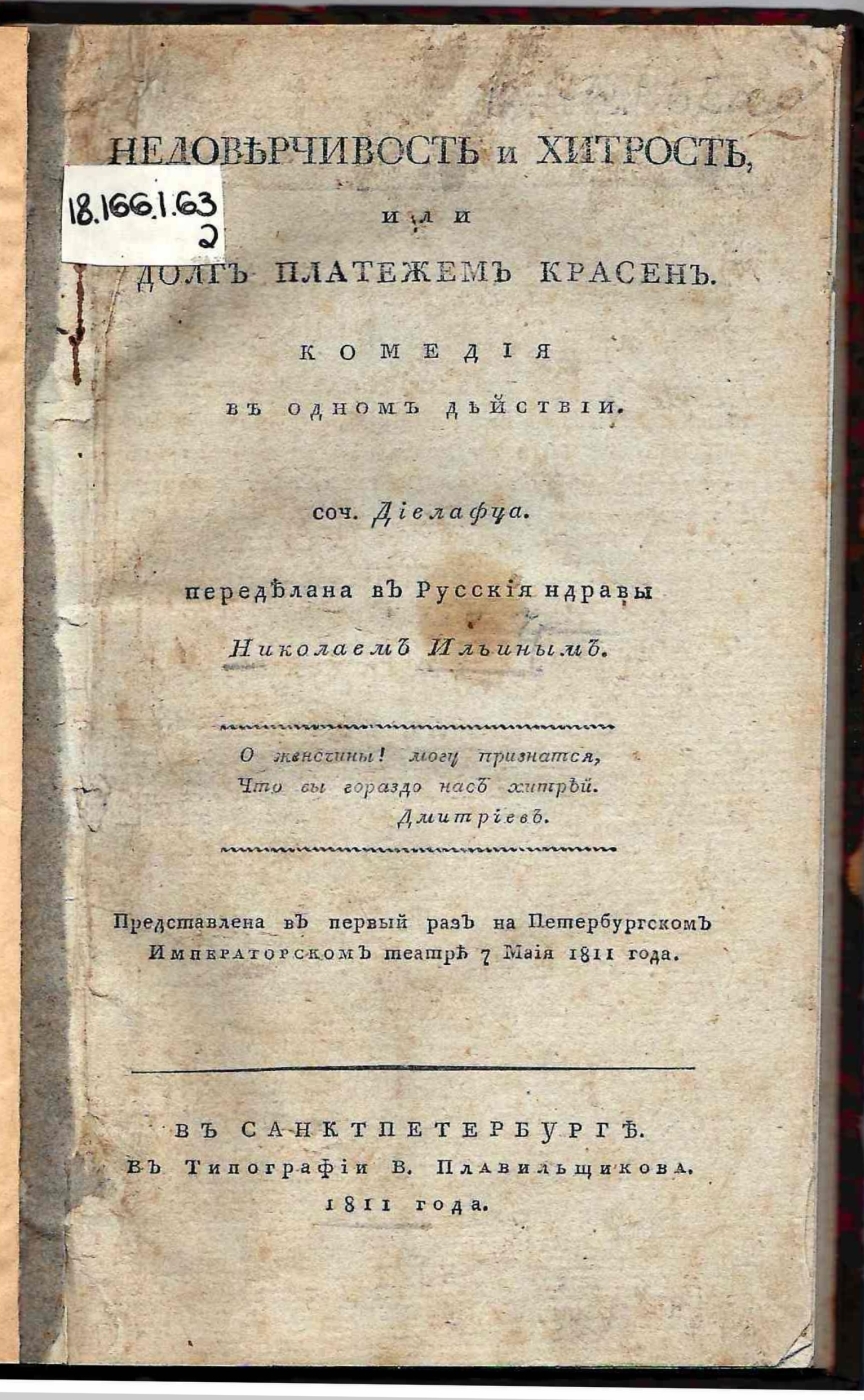 НЕДОВѢРЧИВОСТЬ и ХИТРОСТЬ,
18.166.1.63
2
или
ДОЛГЪ ПЛАТЕЖЕМЪ КРАСЕНЪ.
КОМЕДІЯ
въ одномъ дѣйствіи.
соч. Діелафуа.
передѣлана въ Русскія ндравы
Николаемъ Ильинымъ.
О женсчины! могу признатся,
Что вы гораздо насъ хитрѣй.
Дмитріевъ.
Представлена въ первый разъ на Петербургскомъ
Императорскомъ театрѣ 7 Маія 1811 года.
ВЪ САНКТПЕТЕРБУРГѢ.
Въ Типографіи В. Плавильщикова.
1811 года.